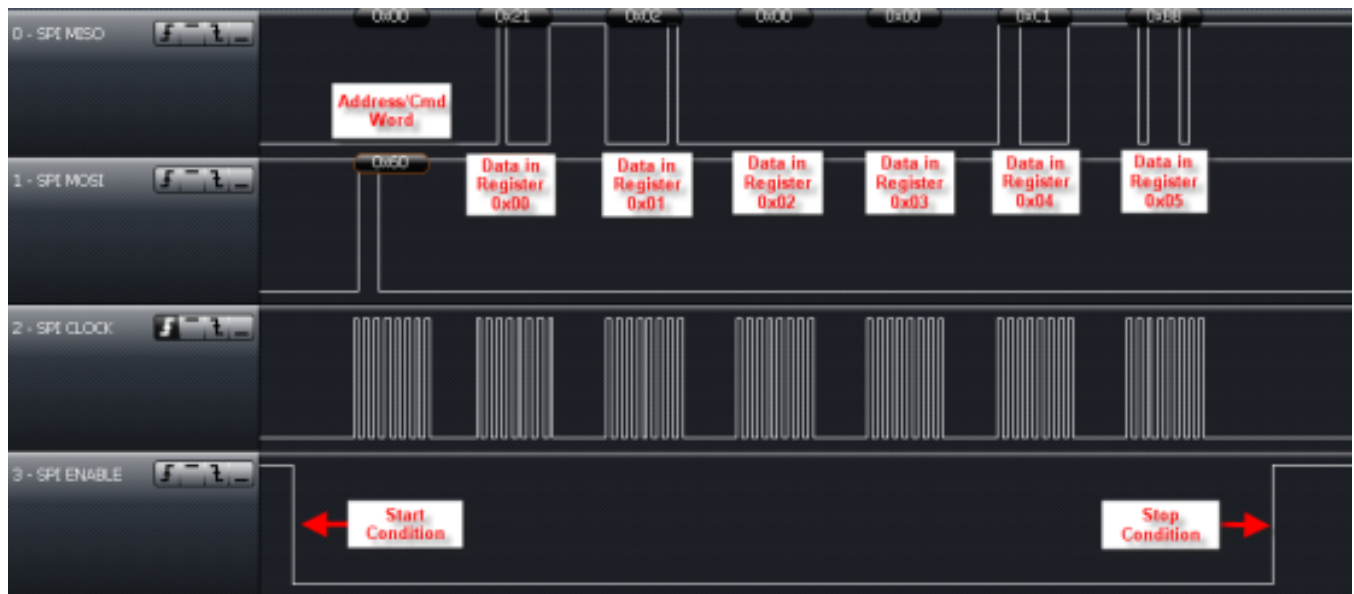 0x00 0x21 0x02 0x00 0x00 0xC1 0xBB
0 - SPI MISO
Address/Cmd
Word
0x60
1 - SPI MOSI
Data in
Register
0x00
Data in
Register
0x01
Data in
Register
0x02
Data in
Register
0x03
Data in
Register
0x04
Data in
Register
0x05
2 - SPI CLOCK
3 - SPI ENABLE
Start
Condition
Stop
Condition